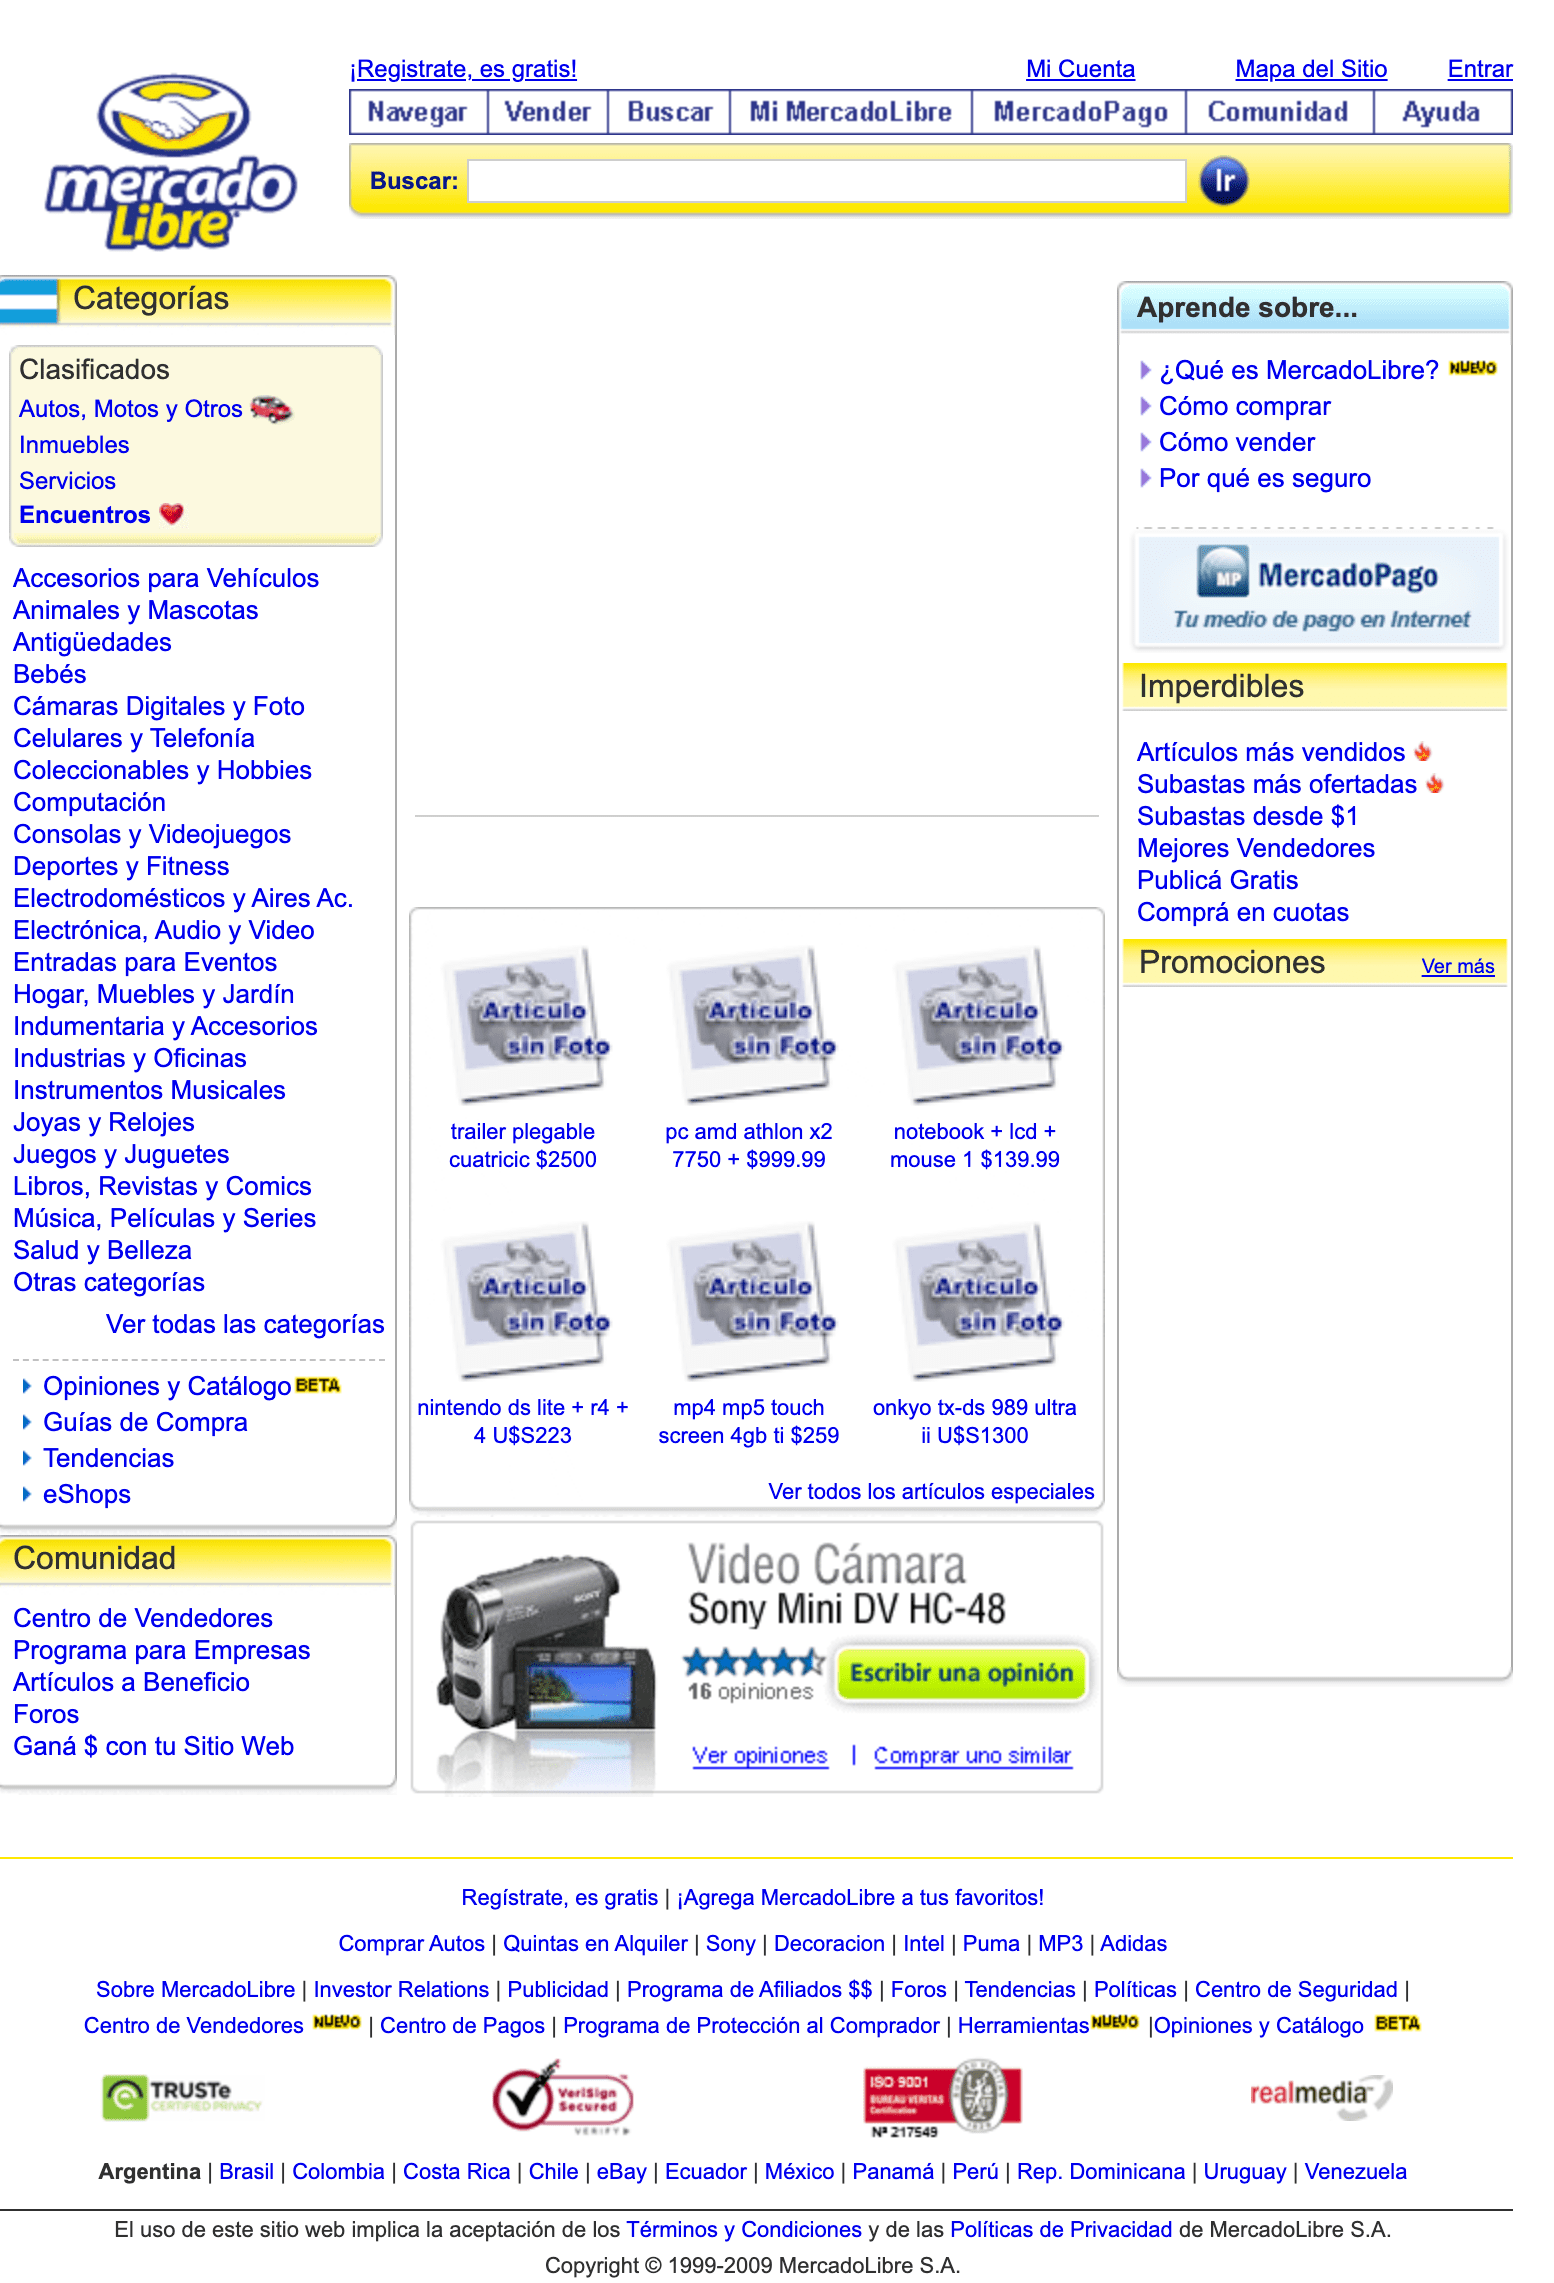 ¡Registrate, es gratis! Mi Cuenta Mapa del Sitio Entrar
Navegar Vender Buscar Mi MercadoLibre MercadoPago Comunidad Ayuda
mercado
Libre
Buscar: Ir
Categorías
Clasificados
Autos, Motos y Otros
Inmuebles
Servicios
Encuentros
Accesorios para Vehículos
Animales y Mascotas
Antigüedades
Bebés
Cámaras Digitales y Foto
Celulares y Telefonía
Coleccionables y Hobbies
Computación
Consolas y Videojuegos
Deportes y Fitness
Electrodomésticos y Aires Ac.
Electrónica, Audio y Video
Entradas para Eventos
Hogar, Muebles y Jardín
Indumentaria y Accesorios
Industrias y Oficinas
Instrumentos Musicales
Joyas y Relojes
Juegos y Juguetes
Libros, Revistas y Comics
Música, Películas y Series
Salud y Belleza
Otras categorías
Ver todas las categorías
Opiniones y Catálogo BETA
Guías de Compra
Tendencias
eShops
Comunidad
Centro de Vendedores
Programa para Empresas
Artículos a Beneficio
Foros
Ganá $ con tu Sitio Web
Artículo sin Foto
trailer plegable
cuatricic $2500
Artículo sin Foto
pc amd athlon x2
7750 + $999.99
Artículo sin Foto
notebook + lcd +
mouse 1 $139.99
Artículo sin Foto
nintendo ds lite + r4 +
4 U$S223
Artículo sin Foto
mp4 mp5 touch
screen 4gb ti $259
Artículo sin Foto
onkyo tx-ds 989 ultra
ii U$S1300
Ver todos los artículos especiales
Video Cámara
Sony Mini DV HC-48
16 opiniones
Escribir una opinión
Ver opiniones | Comprar uno similar
Aprende sobre...
¿Qué es MercadoLibre? NUEVO
Cómo comprar
Cómo vender
Por qué es seguro
MP MercadoPago
Tu medio de pago en Internet
Imperdibles
Artículos más vendidos
Subastas más ofertadas
Subastas desde $1
Mejores Vendedores
Publicá Gratis
Comprá en cuotas
Promociones Ver más
Regístrate, es gratis | ¡Agrega MercadoLibre a tus favoritos!
Comprar Autos | Quintas en Alquiler | Sony | Decoracion | Intel | Puma | MP3 | Adidas
Sobre MercadoLibre | Investor Relations | Publicidad | Programa de Afiliados $$ | Foros | Tendencias | Políticas | Centro de Seguridad |
Centro de Vendedores NUEVO | Centro de Pagos | Programa de Protección al Comprador | Herramientas NUEVO |Opiniones y Catálogo BETA
TRUSTe
CERTIFIED PRIVACY
VeriSign
Secured
VERIFY
ISO 9001
BUREAU VERITAS
Certification
Nº 217549
realmedia
Argentina | Brasil | Colombia | Costa Rica | Chile | eBay | Ecuador | México | Panamá | Perú | Rep. Dominicana | Uruguay | Venezuela
El uso de este sitio web implica la aceptación de los Términos y Condiciones y de las Políticas de Privacidad de MercadoLibre S.A.
Copyright © 1999-2009 MercadoLibre S.A.